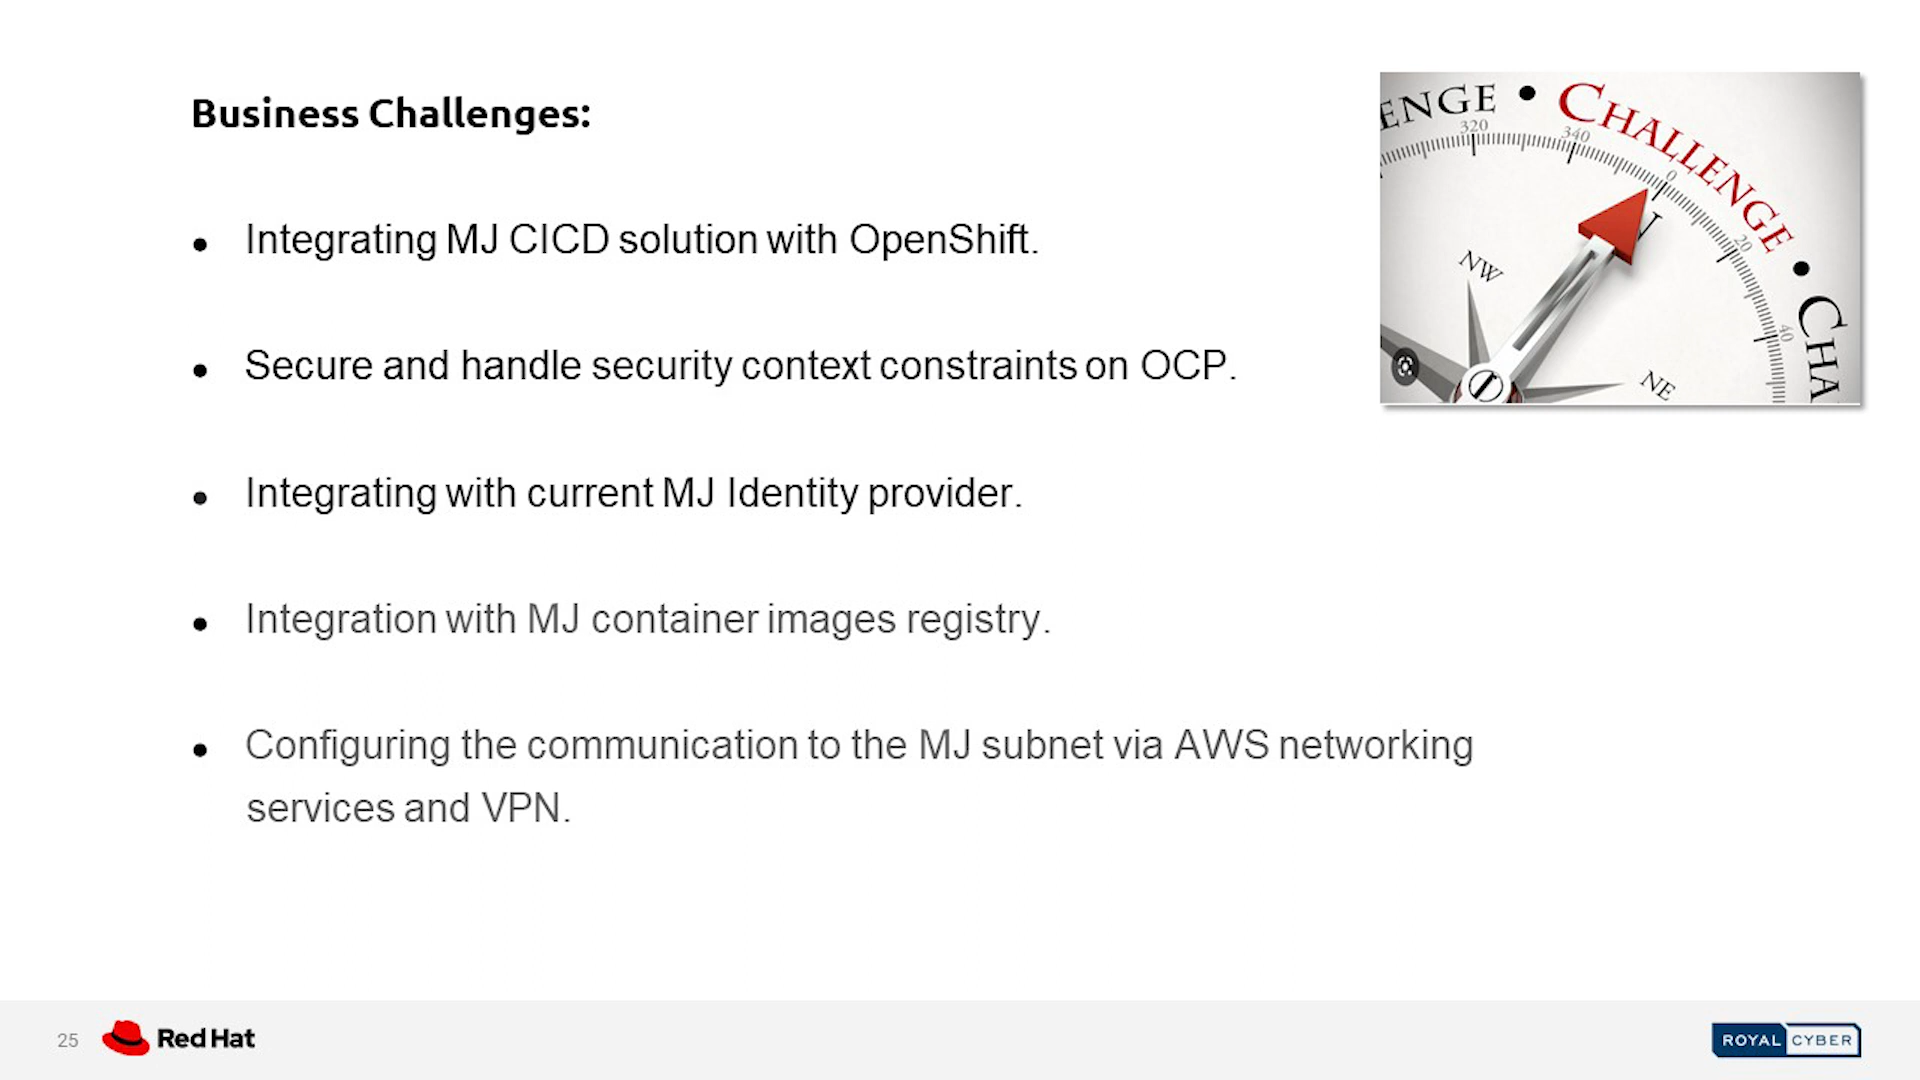 Business Challenges:
ENGE • CHALLENGE • CHA
320
340
0
20
40
N
NW
NE
● Integrating MJ CICD solution with OpenShift.
● Secure and handle security context constraints on OCP.
● Integrating with current MJ Identity provider.
● Integration with MJ container images registry.
● Configuring the communication to the MJ subnet via AWS networking
services and VPN.
25
Red Hat
ROYAL CYBER